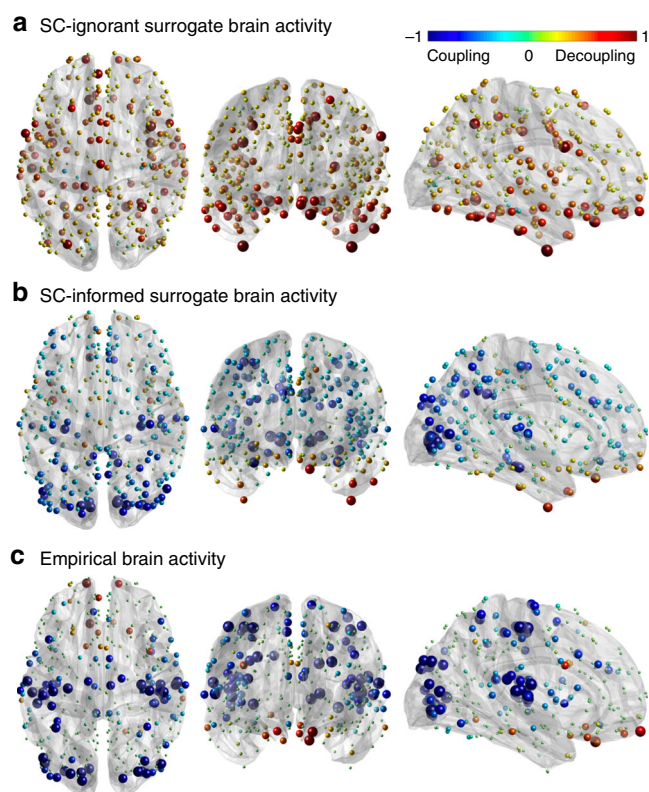 a SC-ignorant surrogate brain activity
−1 1
Coupling 0 Decoupling
b SC-informed surrogate brain activity
c Empirical brain activity